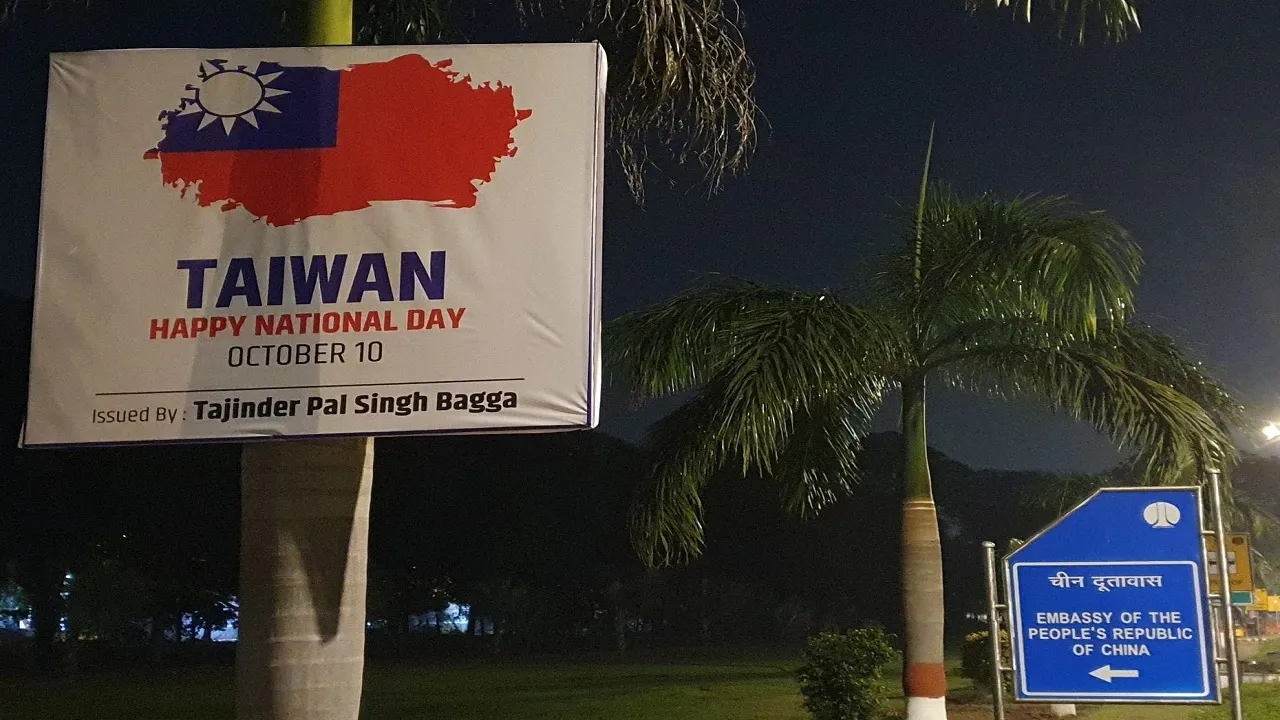 TAIWAN
HAPPY NATIONAL DAY
OCTOBER 10
Issued By : Tajinder Pal Singh Bagga
चीन दूतावास
EMBASSY OF THE
PEOPLE'S REPUBLIC
OF CHINA